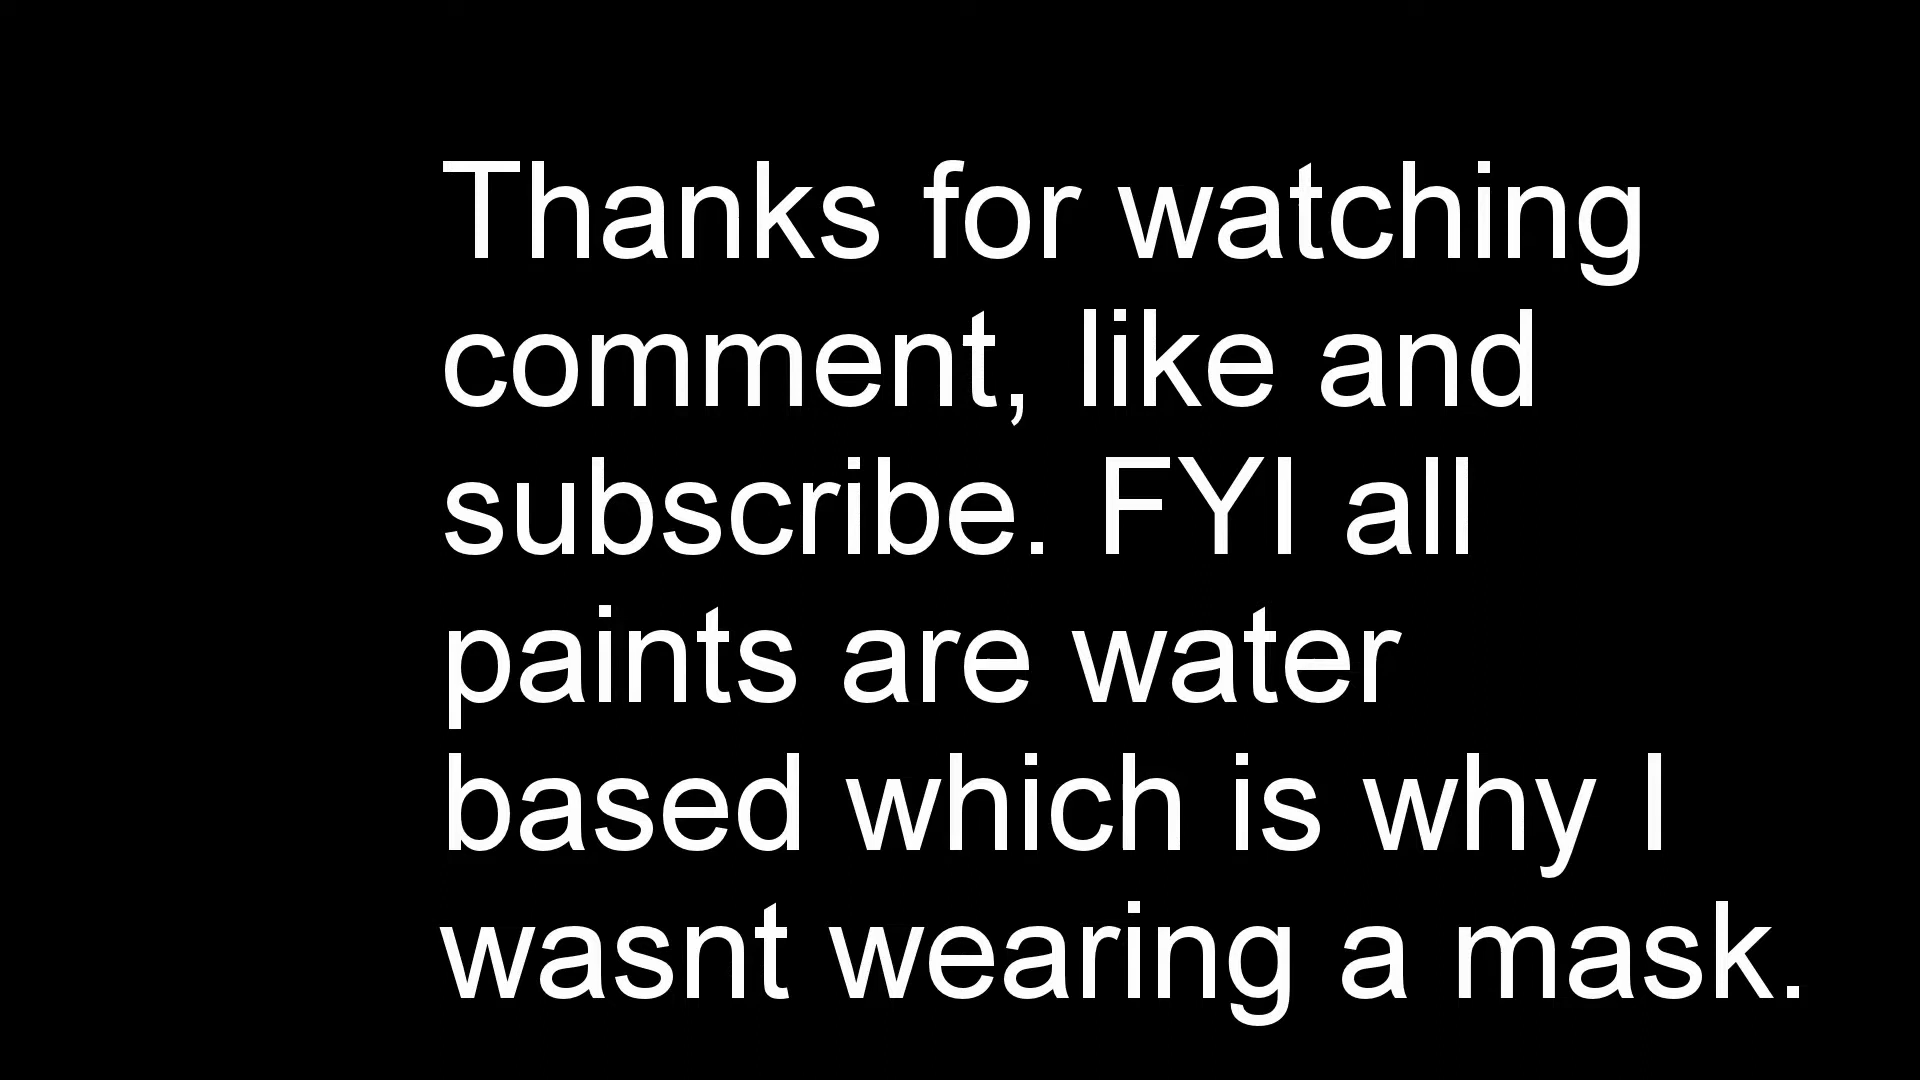 Thanks for watching
comment, like and
subscribe. FYI all
paints are water
based which is why I
wasnt wearing a mask.